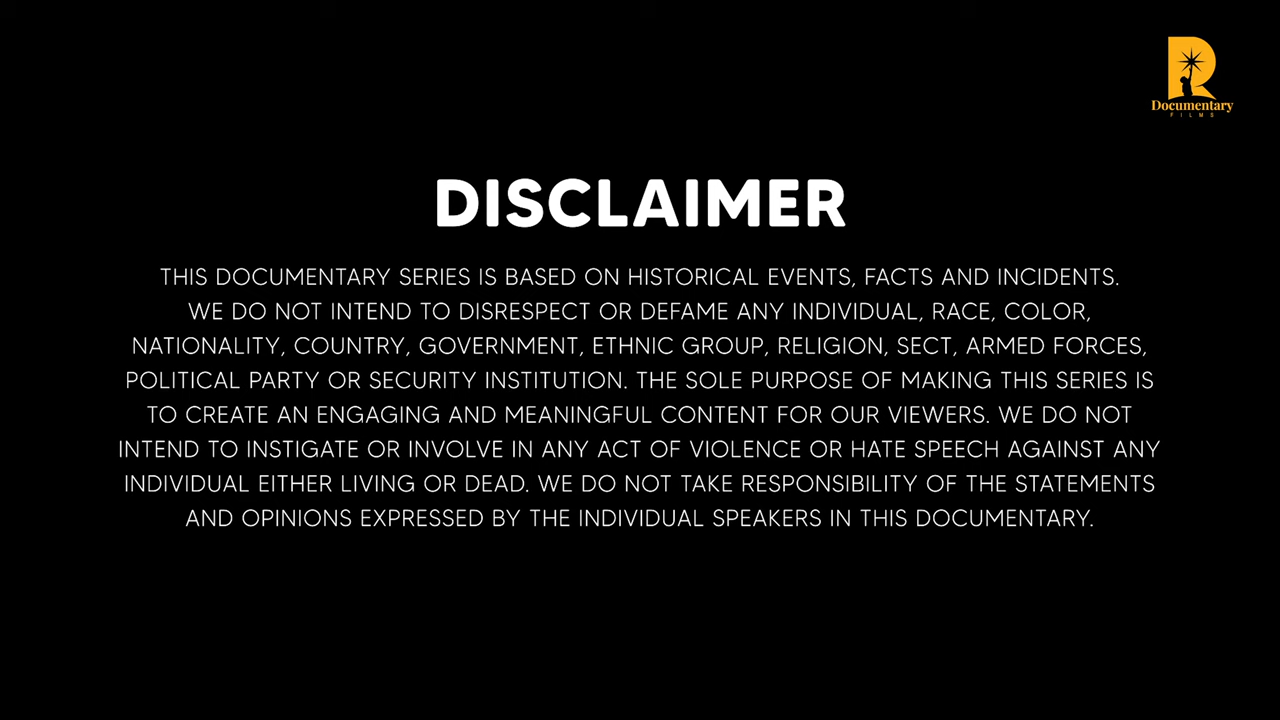 R
Documentary
FILMS
DISCLAIMER
THIS DOCUMENTARY SERIES IS BASED ON HISTORICAL EVENTS, FACTS AND INCIDENTS.
WE DO NOT INTEND TO DISRESPECT OR DEFAME ANY INDIVIDUAL, RACE, COLOR,
NATIONALITY, COUNTRY, GOVERNMENT, ETHNIC GROUP, RELIGION, SECT, ARMED FORCES,
POLITICAL PARTY OR SECURITY INSTITUTION. THE SOLE PURPOSE OF MAKING THIS SERIES IS
TO CREATE AN ENGAGING AND MEANINGFUL CONTENT FOR OUR VIEWERS. WE DO NOT
INTEND TO INSTIGATE OR INVOLVE IN ANY ACT OF VIOLENCE OR HATE SPEECH AGAINST ANY
INDIVIDUAL EITHER LIVING OR DEAD. WE DO NOT TAKE RESPONSIBILITY OF THE STATEMENTS
AND OPINIONS EXPRESSED BY THE INDIVIDUAL SPEAKERS IN THIS DOCUMENTARY.